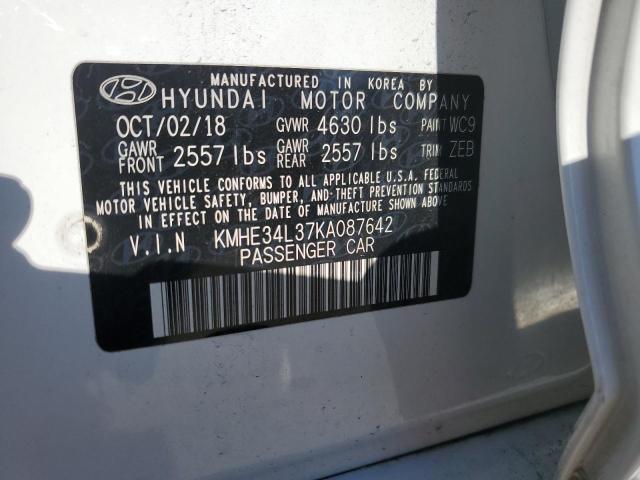 MANUFACTURED IN KOREA BY
HYUNDAI MOTOR COMPANY
OCT/02/18 GVWR 4630 lbs PAINT WC9
GAWR FRONT 2557 lbs GAWR REAR 2557 lbs TRIM ZEB
THIS VEHICLE CONFORMS TO ALL APPLICABLE U.S.A. FEDERAL
MOTOR VEHICLE SAFETY, BUMPER, AND THEFT PREVENTION STANDARDS
IN EFFECT ON THE DATE OF MANUFACTURE SHOWN ABOVE.
V.I.N KMHE34L37KA087642
PASSENGER CAR